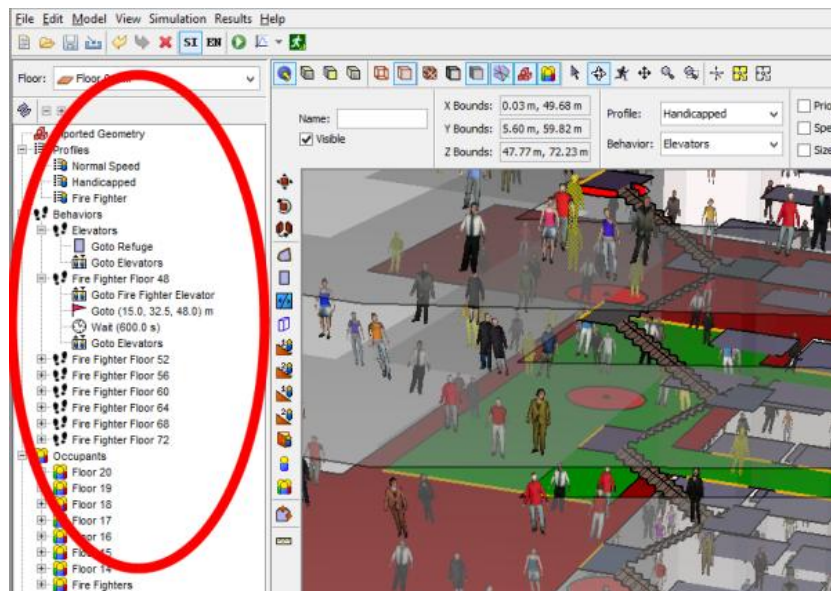 File Edit Model View Simulation Results Help
SI EN
Floor: Floor
Name:
Visible
X Bounds: 0.03 m, 49.68 m
Y Bounds: 5.60 m, 59.82 m
Z Bounds: 47.77 m, 72.23 m
Profile: Handicapped
Behavior: Elevators
Size
Imported Geometry
Profiles
Normal Speed
Handicapped
Fire Fighter
Behaviors
Elevators
Goto Refuge
Goto Elevators
Fire Fighter Floor 48
Goto Fire Fighter Elevator
Goto (15.0, 32.5, 48.0) m
Wait (600.0 s)
Goto Elevators
Fire Fighter Floor 52
Fire Fighter Floor 56
Fire Fighter Floor 60
Fire Fighter Floor 64
Fire Fighter Floor 68
Fire Fighter Floor 72
Occupants
Floor 20
Floor 19
Floor 18
Floor 17
Floor 16
Floor 15
Floor 14
Fire Fighters